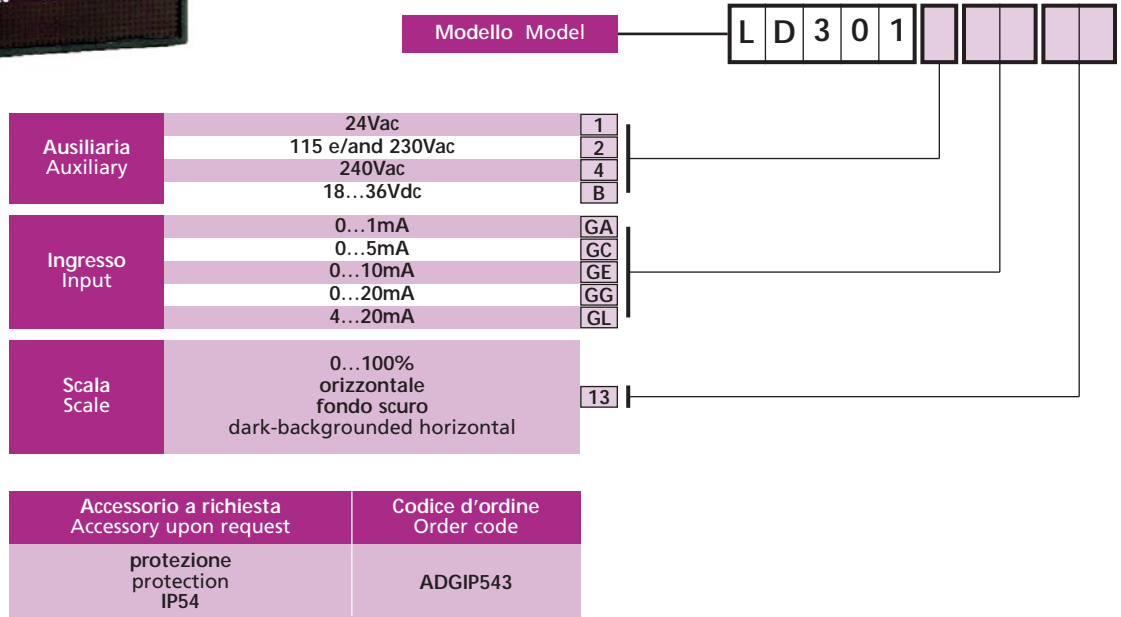 Modello Model
L D 3 0 1
Ausiliaria
Auxiliary
24Vac 1
115 e/and 230Vac 2
240Vac 4
18...36Vdc B
Ingresso
Input
0...1mA GA
0...5mA GC
0...10mA GE
0...20mA GG
4...20mA GL
Scala
Scale
0...100%
orizzontale
fondo scuro
dark-backgrounded horizontal
13
Accessorio a richiesta
Accessory upon request
Codice d'ordine
Order code
protezione
protection
IP54
ADGIP543